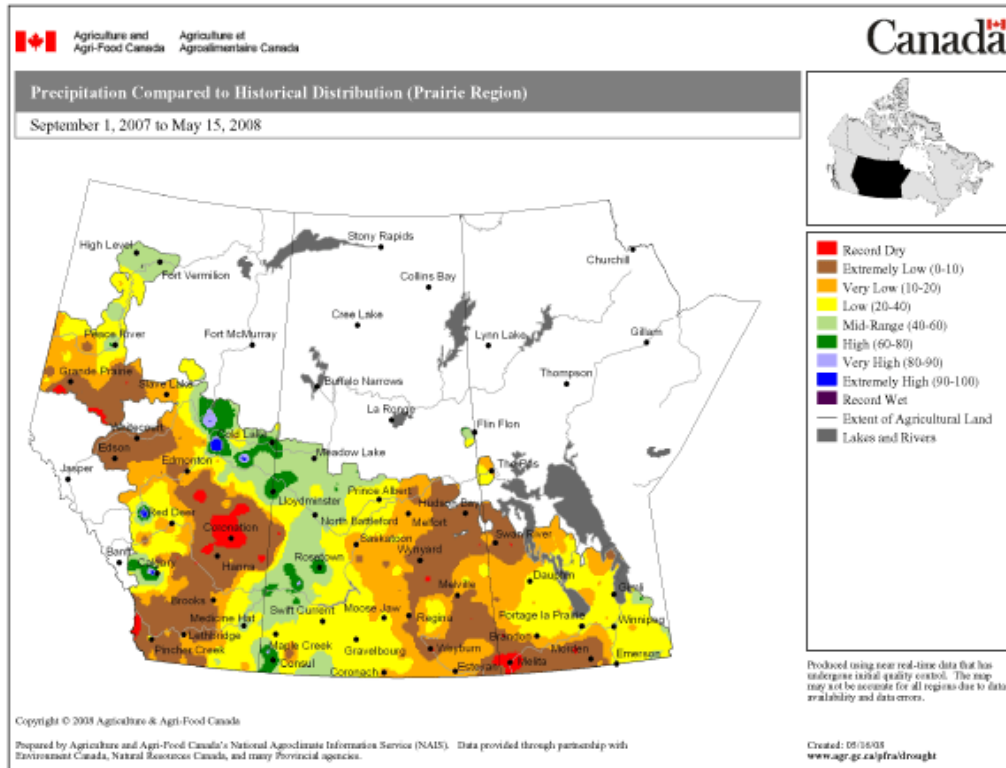 Agriculture and Agriculture et
Agri-Food Canada Agroalimentaire Canada
Canada
Precipitation Compared to Historical Distribution (Prairie Region)
September 1, 2007 to May 15, 2008
High Level
Fort Vermilion
Stony Rapids
Collins Bay
Churchill
Peace River
Fort McMurray
Cree Lake
Lynn Lake
Gillam
Grande Prairie
Slave Lake
Buffalo Narrows
Thompson
La Ronge
Flin Flon
Whitecourt
Cold Lake
Edson
Meadow Lake
Jasper
Edmonton
The Pas
Lloydminster
Prince Albert
Hudson Bay
Red Deer
North Battleford
Melfort
Coronation
Saskatoon
Swan River
Banff
Hanna
Rosetown
Wynyard
Calgary
Melville
Dauphin
Gimli
Brooks
Swift Current
Moose Jaw
Regina
Portage la Prairie
Winnipeg
Medicine Hat
Lethbridge
Maple Creek
Gravelbourg
Weyburn
Brandon
Morden
Pincher Creek
Consul
Coronach
Estevan
Melita
Emerson
Record Dry
Extremely Low (0-10)
Very Low (10-20)
Low (20-40)
Mid-Range (40-60)
High (60-80)
Very High (80-90)
Extremely High (90-100)
Record Wet
Extent of Agricultural Land
Lakes and Rivers
Produced using near real-time data that has
undergone initial quality control. The map
may not be accurate for all regions due to data
availability and data errors.
Copyright © 2008 Agriculture & Agri-Food Canada
Prepared by Agriculture and Agri-Food Canada's National Agroclimate Information Service (NAIS). Data provided through partnership with
Environment Canada, Natural Resources Canada, and many Provincial agencies.
Created: 05/16/08
www.agr.gc.ca/pfra/drought